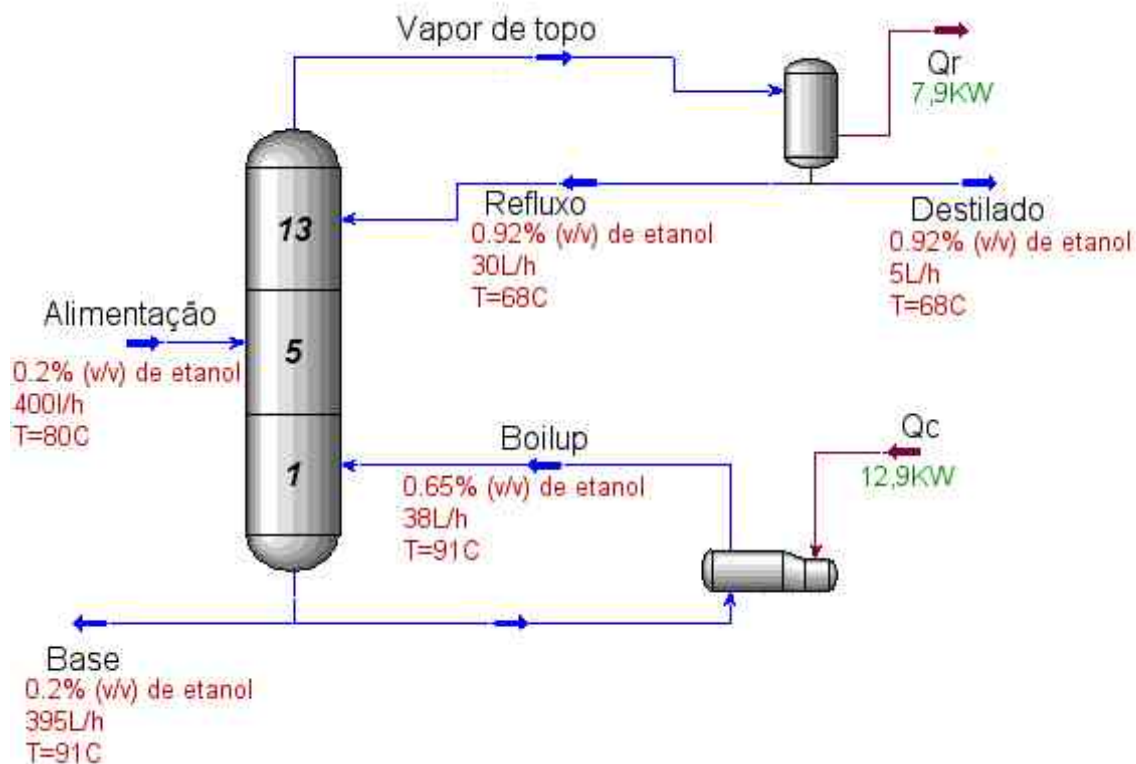 Vapor de topo
Qr
7,9KW
Refluxo
0.92% (v/v) de etanol
30L/h
T=68C
Destilado
0.92% (v/v) de etanol
5L/h
T=68C
13
Alimentação
0.2% (v/v) de etanol
400l/h
T=80C
5
Boilup
0.65% (v/v) de etanol
38L/h
T=91C
Qc
12,9KW
1
Base
0.2% (v/v) de etanol
395L/h
T=91C